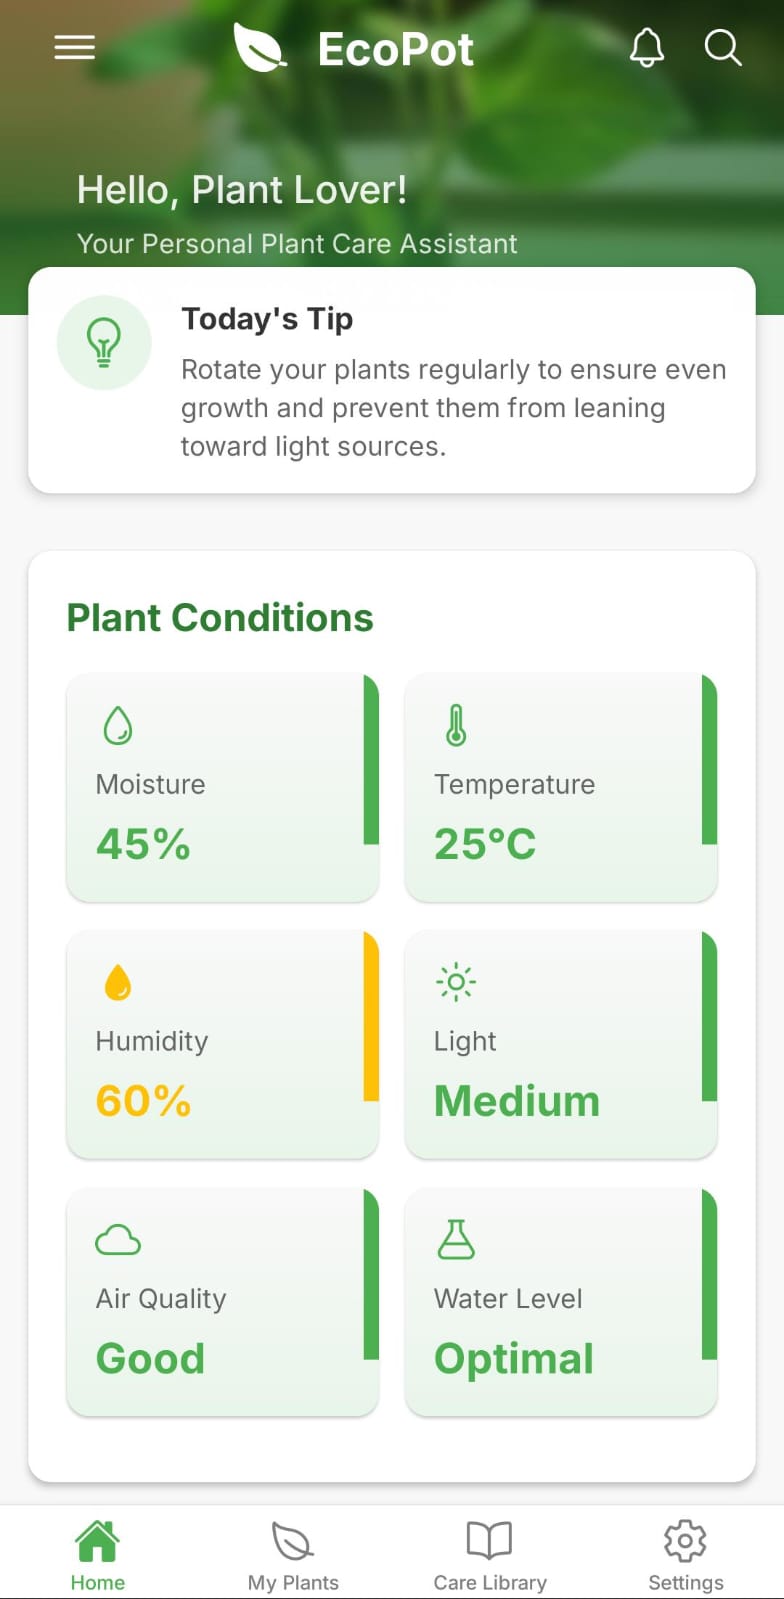 EcoPot
Hello, Plant Lover!
Your Personal Plant Care Assistant
Today's Tip
Rotate your plants regularly to ensure even
growth and prevent them from leaning
toward light sources.
Plant Conditions
Moisture
45%
Temperature
25°C
Humidity
60%
Light
Medium
Air Quality
Good
Water Level
Optimal
Home
My Plants
Care Library
Settings